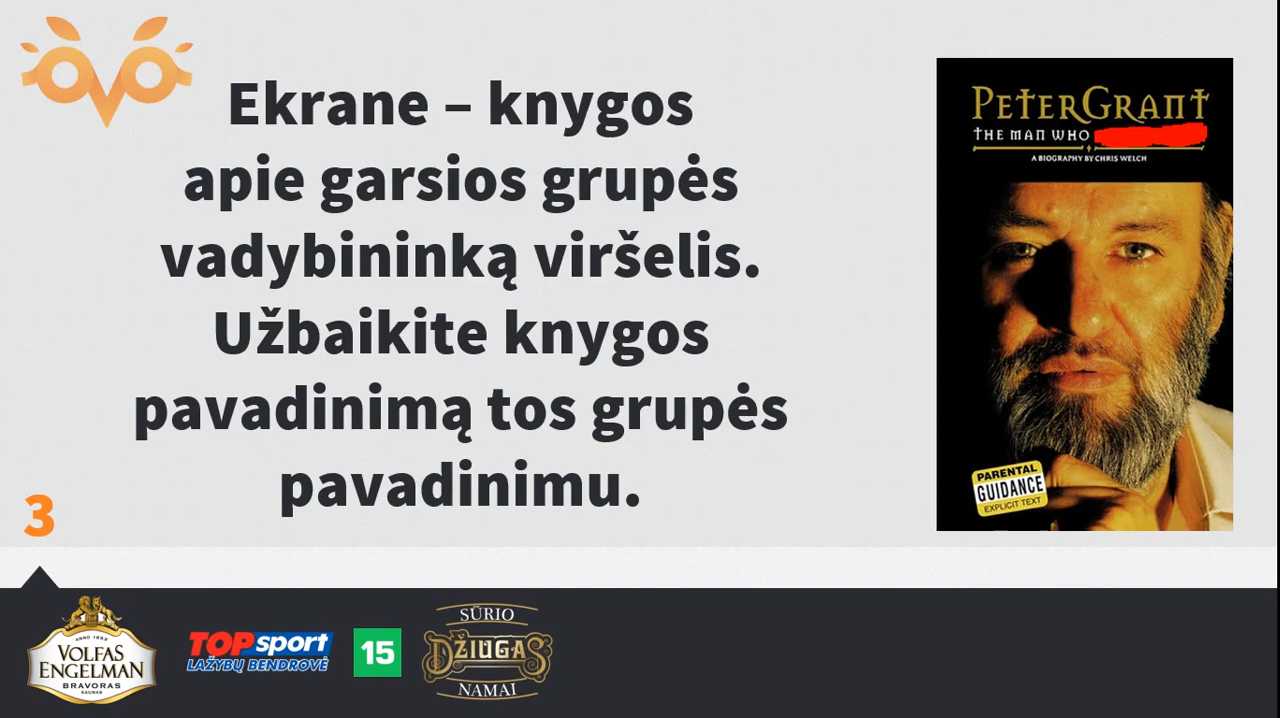 Ekrane – knygos
apie garsios grupės
vadybininką viršelis.
Užbaikite knygos
pavadinimą tos grupės
pavadinimu.
3
PETER GRANT
THE MAN WHO
A BIOGRAPHY BY CHRIS WELCH
PARENTAL
GUIDANCE
EXPLICIT TEXT
ANNO 1853
VOLFAS
ENGELMAN
BRAVORAS
KAUNAS
TOPsport
LAŽYBŲ BENDROVĖ
15
SŪRIO
DŽIUGAS
NAMAI